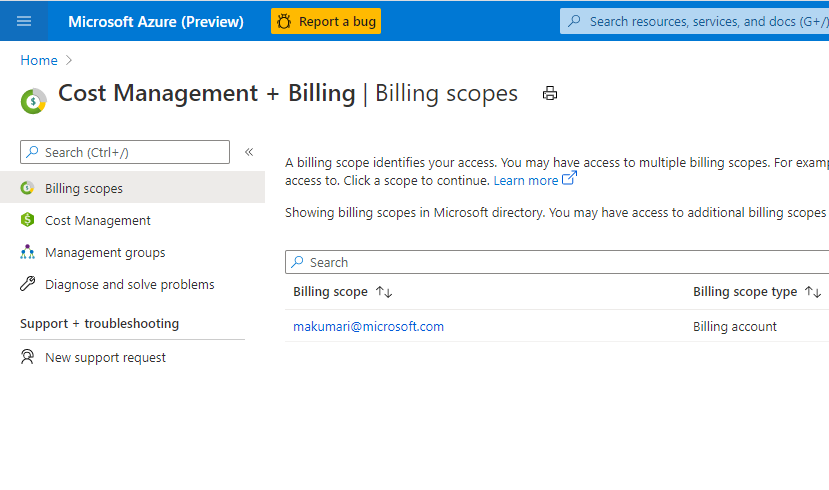 Microsoft Azure (Preview)
Report a bug
Search resources, services, and docs (G+/)
Home
Cost Management + Billing | Billing scopes
Search (Ctrl+/)
Billing scopes
Cost Management
Management groups
Diagnose and solve problems
Support + troubleshooting
New support request
A billing scope identifies your access. You may have access to multiple billing scopes. For examp
access to. Click a scope to continue. Learn more
Showing billing scopes in Microsoft directory. You may have access to additional billing scopes
Search
Billing scope Billing scope type
makumari@microsoft.com Billing account